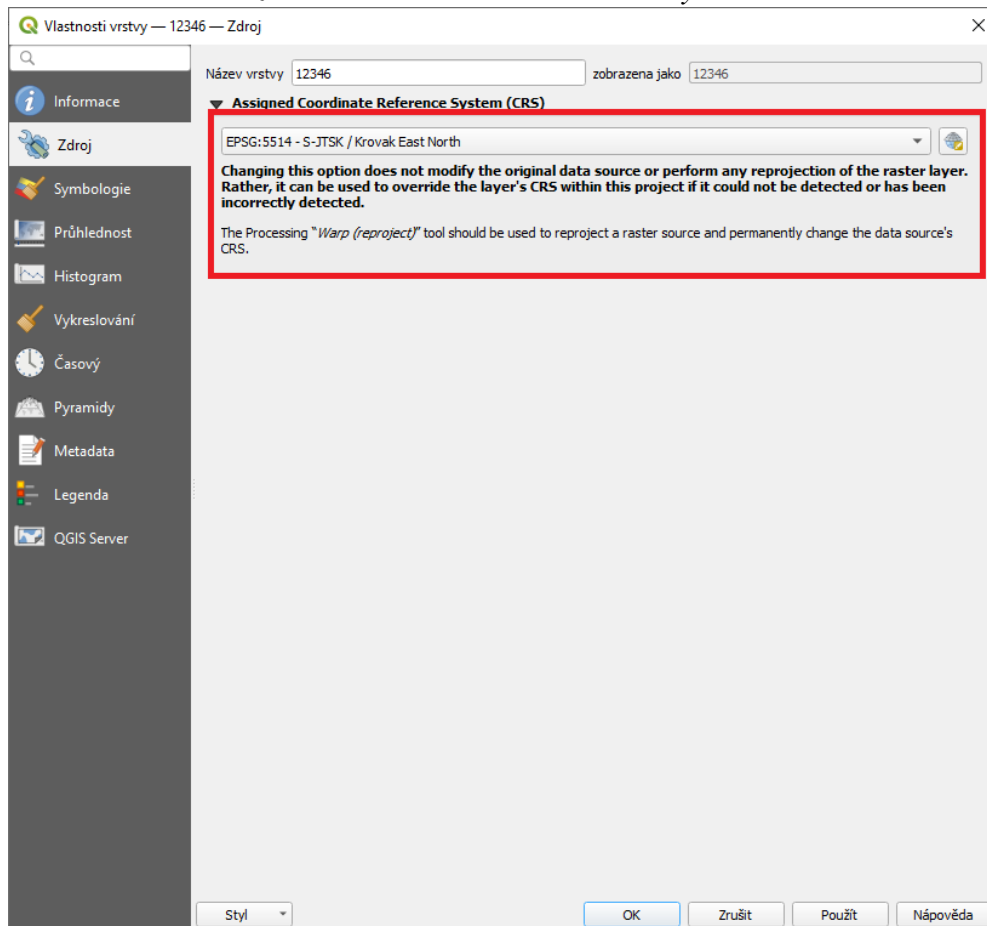 Vlastnosti vrstvy — 12346 — Zdroj
Název vrstvy 12346 zobrazena jako 12346
Informace
Zdroj
Symbologie
Průhlednost
Histogram
Vykreslování
Časový
Pyramidy
Metadata
Legenda
QGIS Server
Assigned Coordinate Reference System (CRS)
EPSG:5514 - S-JTSK / Krovak East North
Changing this option does not modify the original data source or perform any reprojection of the raster layer.
Rather, it can be used to override the layer's CRS within this project if it could not be detected or has been
incorrectly detected.
The Processing "Warp (reproject)" tool should be used to reproject a raster source and permanently change the data source's
CRS.
Styl OK Zrušit Použít Nápověda